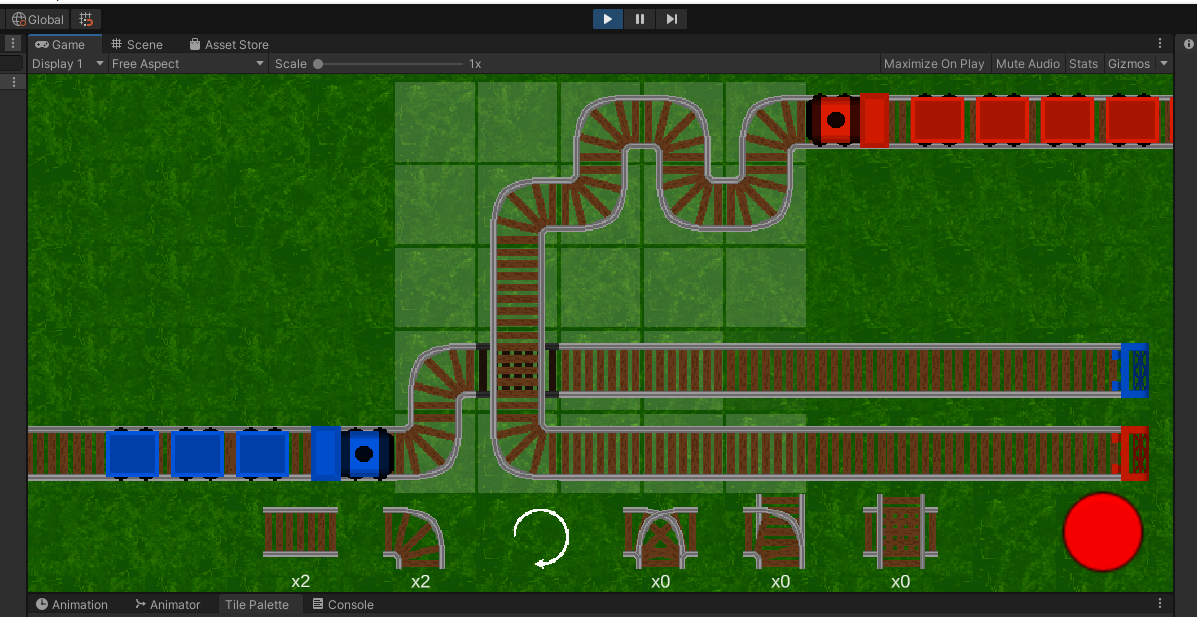 Global
Game Scene Asset Store
Display 1 Free Aspect Scale 1x Maximize On Play Mute Audio Stats Gizmos
x2 x2 x0 x0 x0
Animation Animator Tile Palette Console